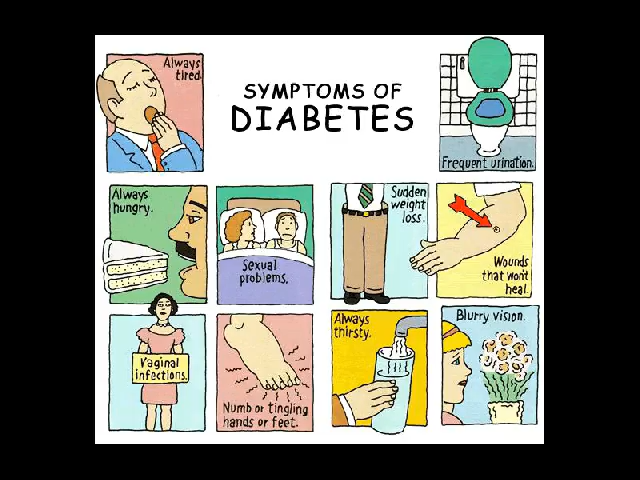 Always
tired.
SYMPTOMS OF
DIABETES
Frequent urination.
Always
hungry.
Sexual
problems.
Sudden
weight
loss.
Wounds
that won't
heal.
Vaginal
infections.
Numb or tingling
hands or feet.
Always
thirsty.
Blurry vision.